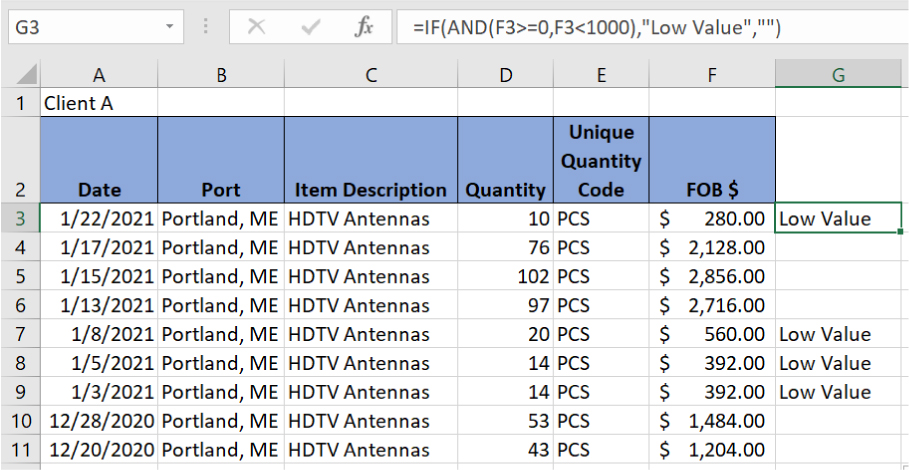 G3 fx =IF(AND(F3>=0,F3<1000),"Low Value","")
A B C D E F G
1 Client A
Unique
Quantity
2 Date Port Item Description Quantity Code FOB $
3 1/22/2021 Portland, ME HDTV Antennas 10 PCS $ 280.00 Low Value
4 1/17/2021 Portland, ME HDTV Antennas 76 PCS $ 2,128.00
5 1/15/2021 Portland, ME HDTV Antennas 102 PCS $ 2,856.00
6 1/13/2021 Portland, ME HDTV Antennas 97 PCS $ 2,716.00
7 1/8/2021 Portland, ME HDTV Antennas 20 PCS $ 560.00 Low Value
8 1/5/2021 Portland, ME HDTV Antennas 14 PCS $ 392.00 Low Value
9 1/3/2021 Portland, ME HDTV Antennas 14 PCS $ 392.00 Low Value
10 12/28/2020 Portland, ME HDTV Antennas 53 PCS $ 1,484.00
11 12/20/2020 Portland, ME HDTV Antennas 43 PCS $ 1,204.00